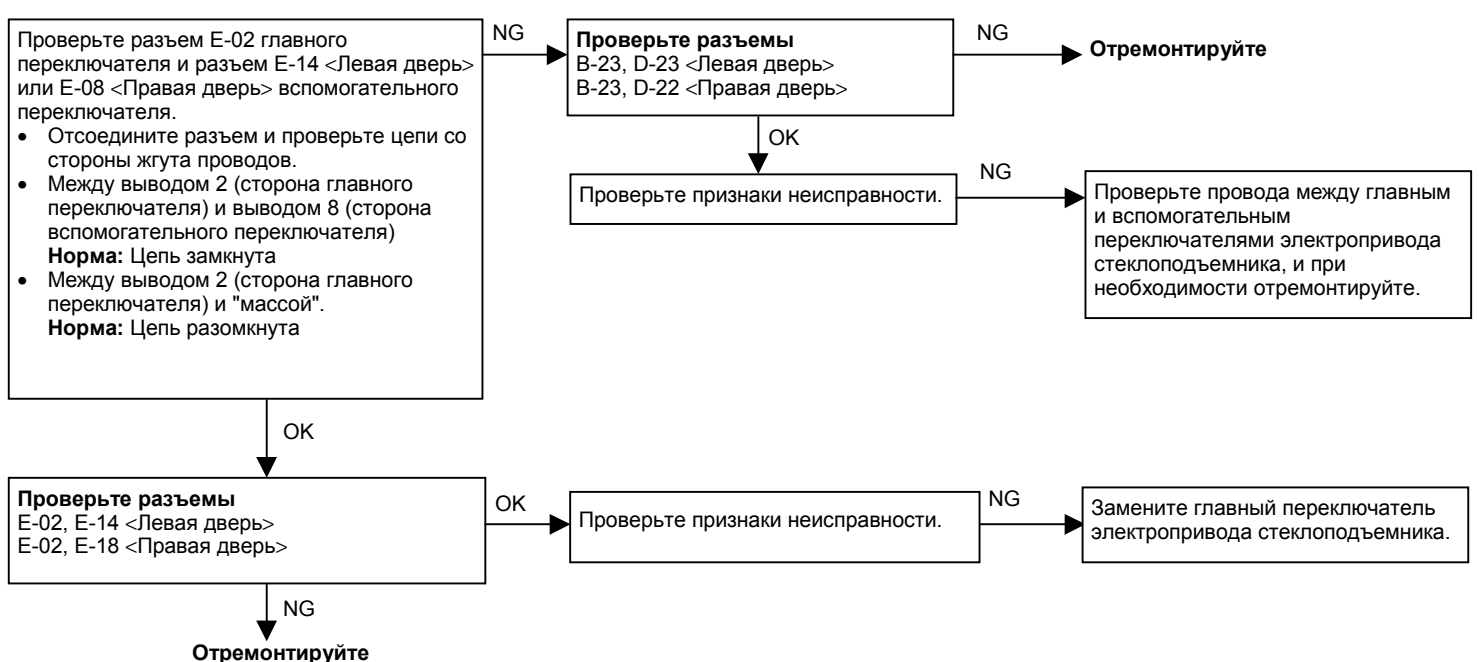 Проверьте разъем E-02 главного
переключателя и разъем E-14 <Левая дверь>
или E-08 <Правая дверь> вспомогательного
переключателя.
• Отсоедините разъем и проверьте цепи со
стороны жгута проводов.
• Между выводом 2 (сторона главного
переключателя) и выводом 8 (сторона
вспомогательного переключателя)
Норма: Цепь замкнута
• Между выводом 2 (сторона главного
переключателя) и "массой".
Норма: Цепь разомкнута
NG
Проверьте разъемы
B-23, D-23 <Левая дверь>
B-23, D-22 <Правая дверь>
NG
Отремонтируйте
OK
Проверьте признаки неисправности.
NG
Проверьте провода между главным
и вспомогательным
переключателями электропривода
стеклоподъемника, и при
необходимости отремонтируйте.
OK
Проверьте разъемы
E-02, E-14 <Левая дверь>
E-02, E-18 <Правая дверь>
OK
Проверьте признаки неисправности.
NG
Замените главный переключатель
электропривода стеклоподъемника.
NG
Отремонтируйте